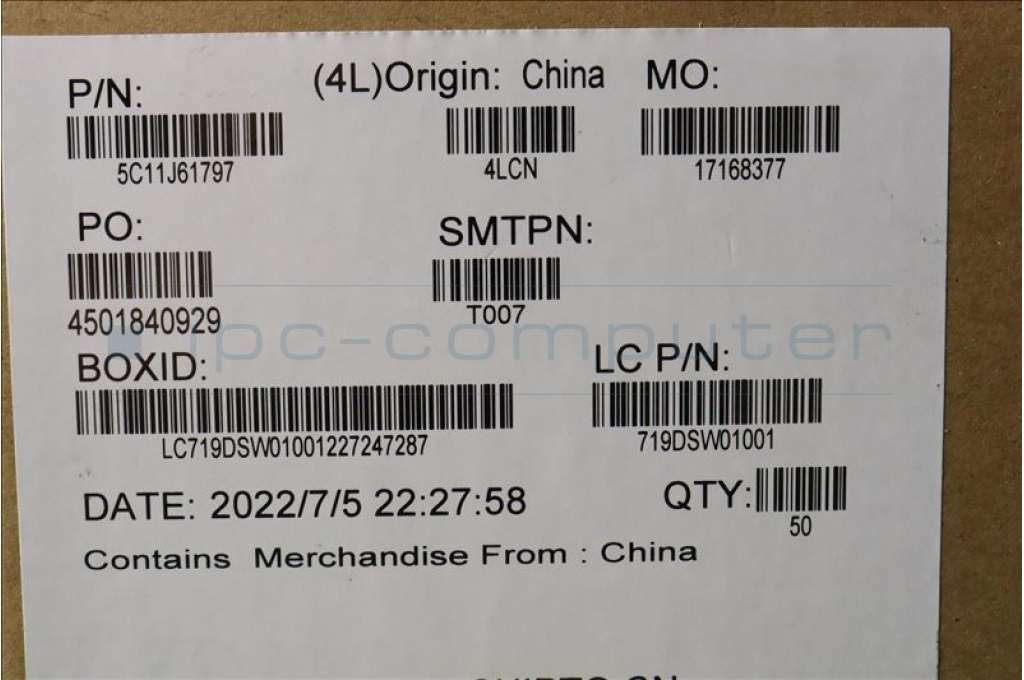 P/N: (4L)Origin: China MO:
5C11J61797 4LCN 17168377
PO: SMTPN:
4501840929 T007
ipc-computer
BOXID: LC P/N:
LC719DSW01001227247287 719DSW01001
DATE: 2022/7/5 22:27:58 QTY:
50
Contains Merchandise From : China